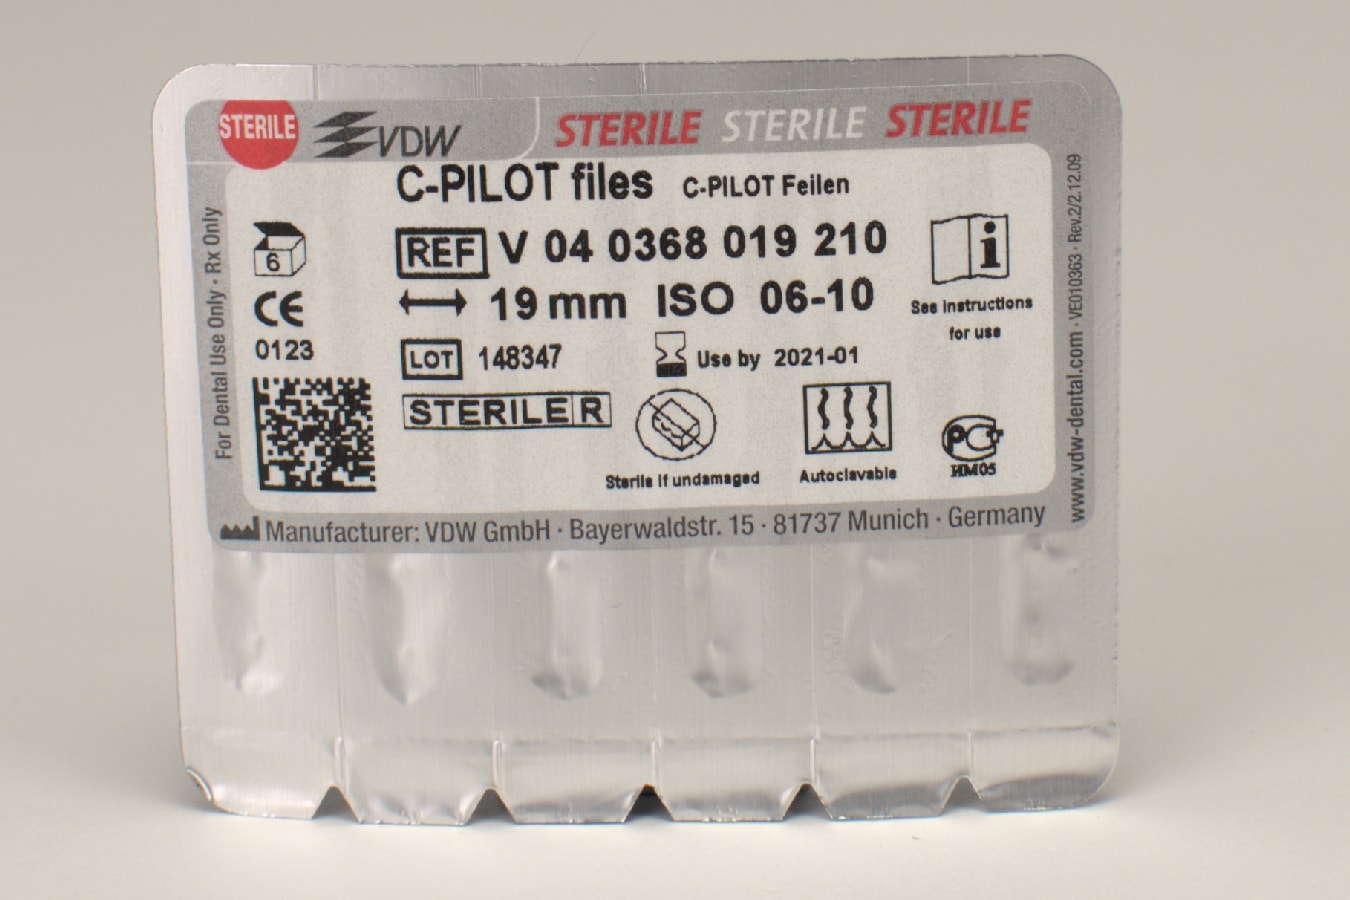 STERILE
VDW
STERILE STERILE STERILE
C-PILOT files C-PILOT Feilen
6
REF V 04 0368 019 210
19 mm ISO 06-10
See instructions
for use
CE
0123
LOT 148347
Use by 2021-01
STERILE R
Sterile if undamaged
Autoclavable
PCT
HM05
Manufacturer: VDW GmbH · Bayerwaldstr. 15 · 81737 Munich · Germany
For Dental Use Only · Rx Only
www.vdw-dental.com · VE010363 · Rev.2/2.12.09